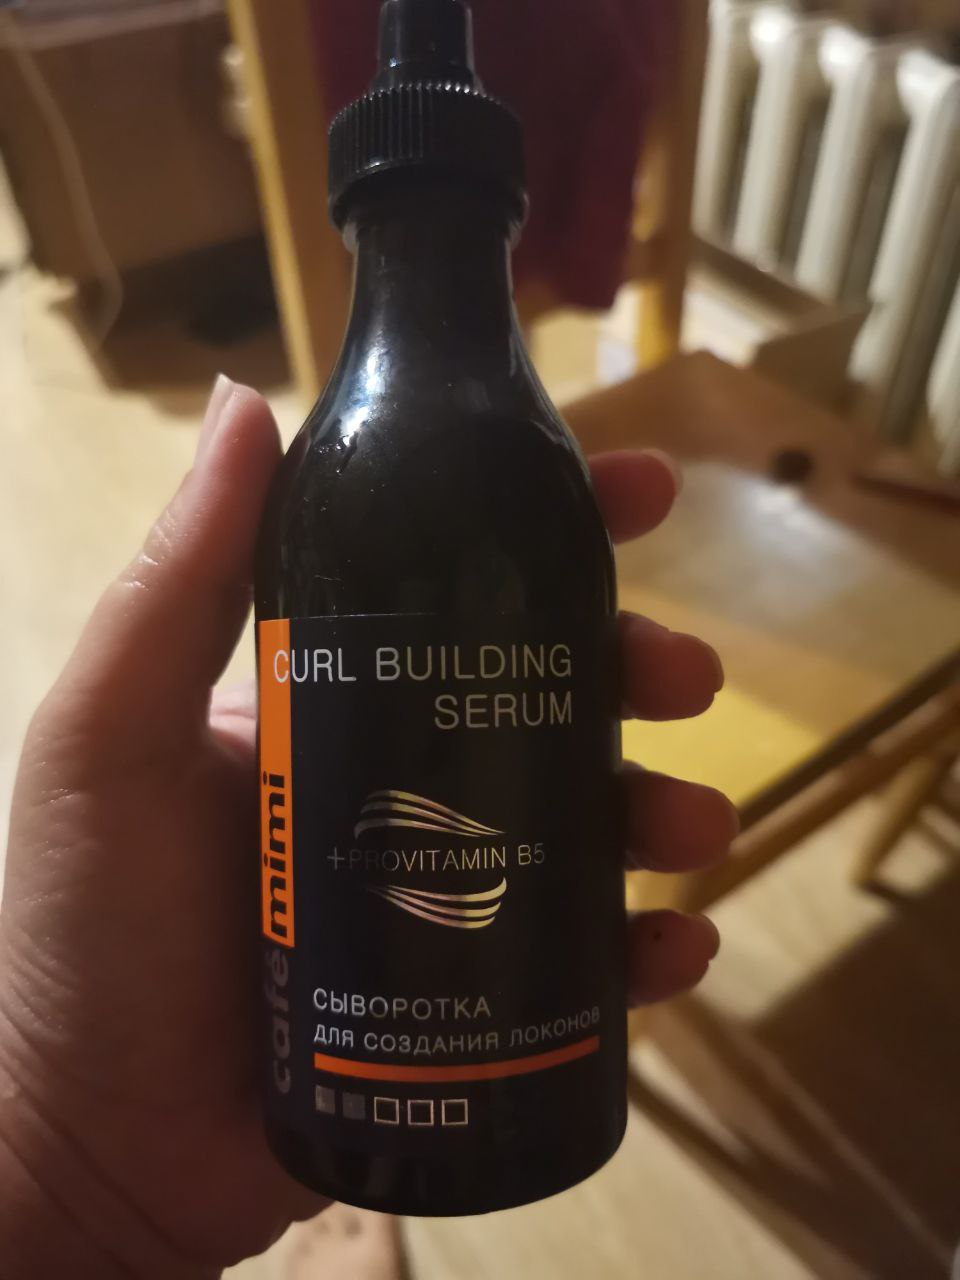 CURL BUILDING
SERUM
+PROVITAMIN B5
café mimi
СЫВОРОТКА
ДЛЯ СОЗДАНИЯ ЛОКОНОВ